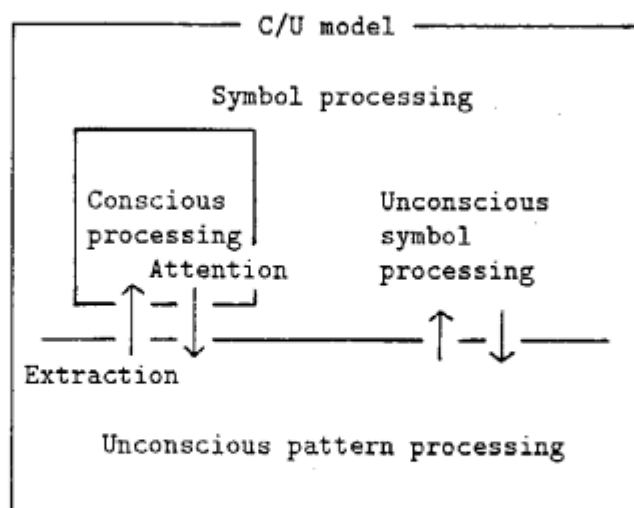 C/U model
Symbol processing
Conscious
processing
Attention
Unconscious
symbol
processing
Extraction
Unconscious pattern processing